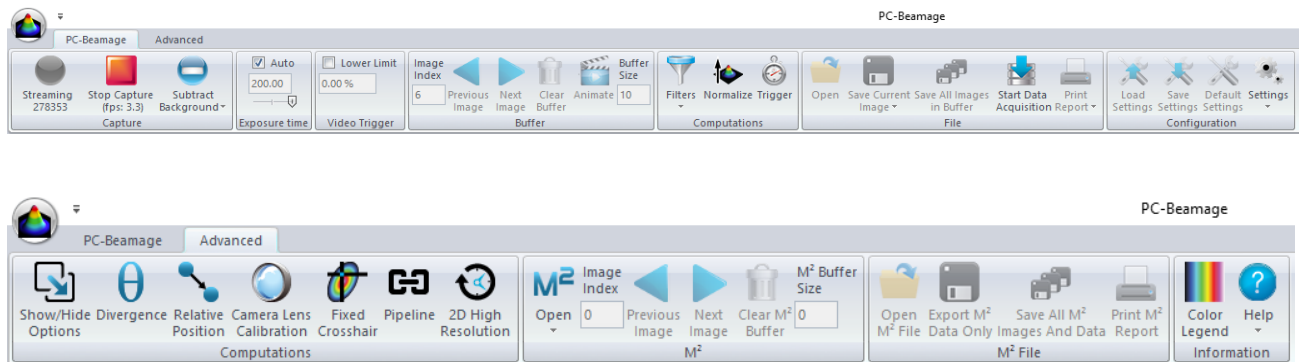 PC-Beamage
PC-Beamage Advanced
Auto Lower Limit Image Index Buffer Size
200.00 0.00 % 6 10
Streaming Stop Capture Subtract Previous Next Clear Animate Filters Normalize Trigger Open Save Current Save All Images Start Data Print Load Save Default Settings
278353 (fps: 3.3) Background Image Image Buffer Image in Buffer Acquisition Report Settings Settings Settings
Capture Exposure time Video Trigger Buffer Computations File Configuration
PC-Beamage
PC-Beamage Advanced
M² Image Index M² Buffer Size
Show/Hide Divergence Relative Camera Lens Fixed Pipeline 2D High Open 0 Previous Next Clear M² 0 Open Export M² Save All M² Print M² Color Help
Options Position Calibration Crosshair Resolution Image Image Buffer M² File Data Only Images And Data Report Legend
Computations M² M² File Information